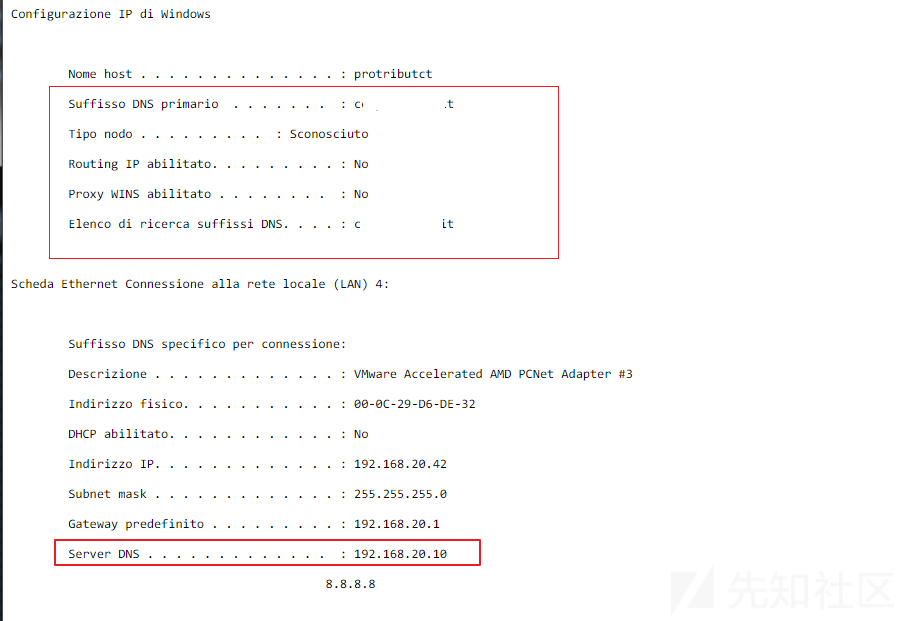 Configurazione IP di Windows
Nome host . . . . . . . . . . . . . . : protributct
Suffisso DNS primario . . . . . . . : c .t
Tipo nodo . . . . . . . . . : Sconosciuto
Routing IP abilitato. . . . . . . . . : No
Proxy WINS abilitato . . . . . . . . : No
Elenco di ricerca suffissi DNS. . . . : c it
Scheda Ethernet Connessione alla rete locale (LAN) 4:
Suffisso DNS specifico per connessione:
Descrizione . . . . . . . . . . . . . : VMware Accelerated AMD PCNet Adapter #3
Indirizzo fisico. . . . . . . . . . . : 00-0C-29-D6-DE-32
DHCP abilitato. . . . . . . . . . . . : No
Indirizzo IP. . . . . . . . . . . . . : 192.168.20.42
Subnet mask . . . . . . . . . . . . . : 255.255.255.0
Gateway predefinito . . . . . . . . . : 192.168.20.1
Server DNS . . . . . . . . . . . . . : 192.168.20.10
8.8.8.8
先知社区